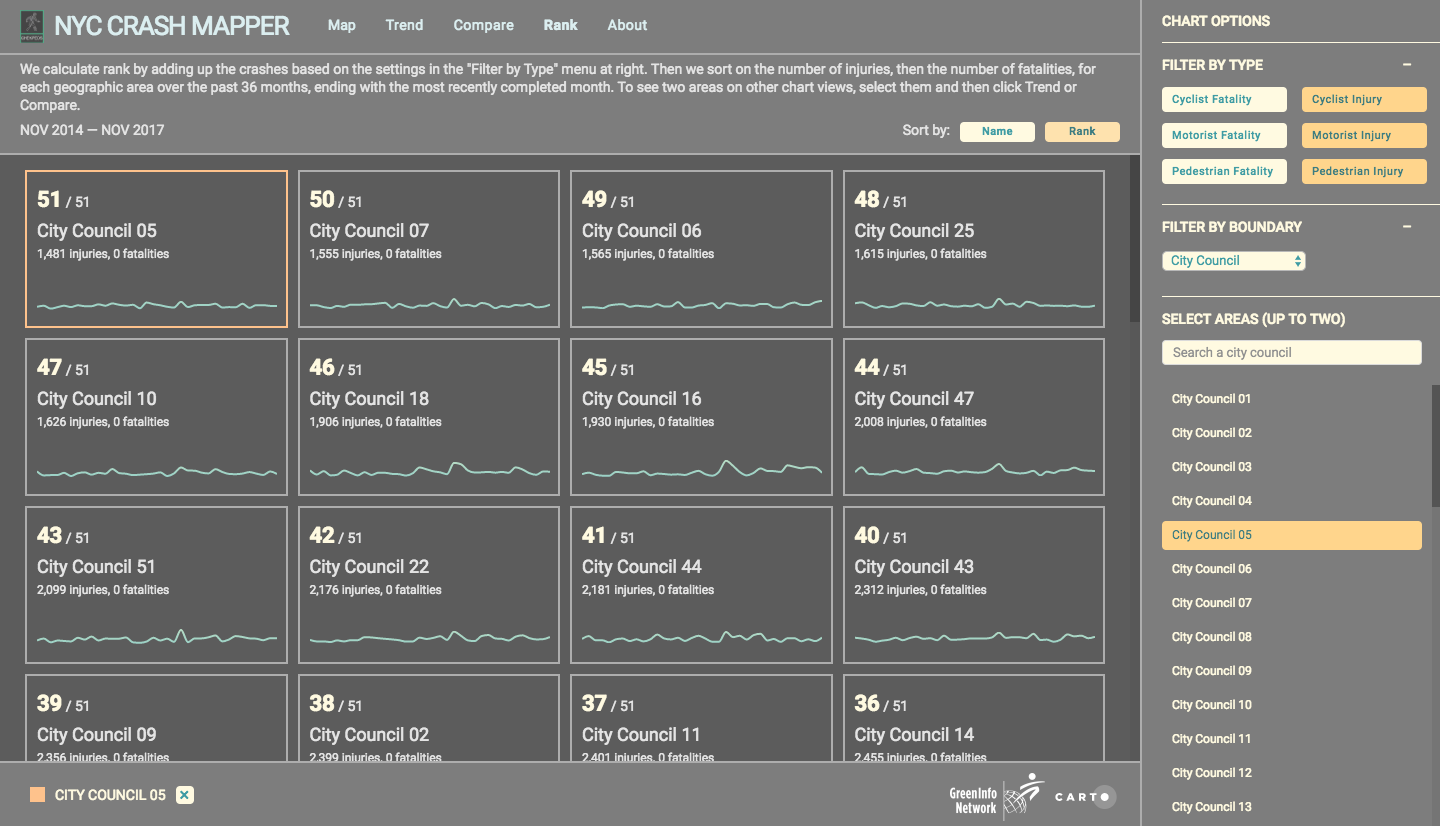 NYC CRASH MAPPER
Map
Trend
Compare
Rank
About
We calculate rank by adding up the crashes based on the settings in the "Filter by Type" menu at right. Then we sort on the number of injuries, then the number of fatalities, for
each geographic area over the past 36 months, ending with the most recently completed month. To see two areas on other chart views, select them and then click Trend or
Compare.
NOV 2014 — NOV 2017
Sort by:
Name
Rank
51 / 51
City Council 05
1,481 injuries, 0 fatalities
50 / 51
City Council 07
1,555 injuries, 0 fatalities
49 / 51
City Council 06
1,565 injuries, 0 fatalities
48 / 51
City Council 25
1,615 injuries, 0 fatalities
47 / 51
City Council 10
1,626 injuries, 0 fatalities
46 / 51
City Council 18
1,906 injuries, 0 fatalities
45 / 51
City Council 16
1,930 injuries, 0 fatalities
44 / 51
City Council 47
2,008 injuries, 0 fatalities
43 / 51
City Council 51
2,099 injuries, 0 fatalities
42 / 51
City Council 22
2,176 injuries, 0 fatalities
41 / 51
City Council 44
2,181 injuries, 0 fatalities
40 / 51
City Council 43
2,312 injuries, 0 fatalities
39 / 51
City Council 09
2,356 injuries, 0 fatalities
38 / 51
City Council 02
2,399 injuries, 0 fatalities
37 / 51
City Council 11
2,401 injuries, 0 fatalities
36 / 51
City Council 14
2,455 injuries, 0 fatalities
CITY COUNCIL 05
GreenInfo
Network
CARTO
CHART OPTIONS
FILTER BY TYPE
Cyclist Fatality
Cyclist Injury
Motorist Fatality
Motorist Injury
Pedestrian Fatality
Pedestrian Injury
FILTER BY BOUNDARY
City Council
SELECT AREAS (UP TO TWO)
Search a city council
City Council 01
City Council 02
City Council 03
City Council 04
City Council 05
City Council 06
City Council 07
City Council 08
City Council 09
City Council 10
City Council 11
City Council 12
City Council 13